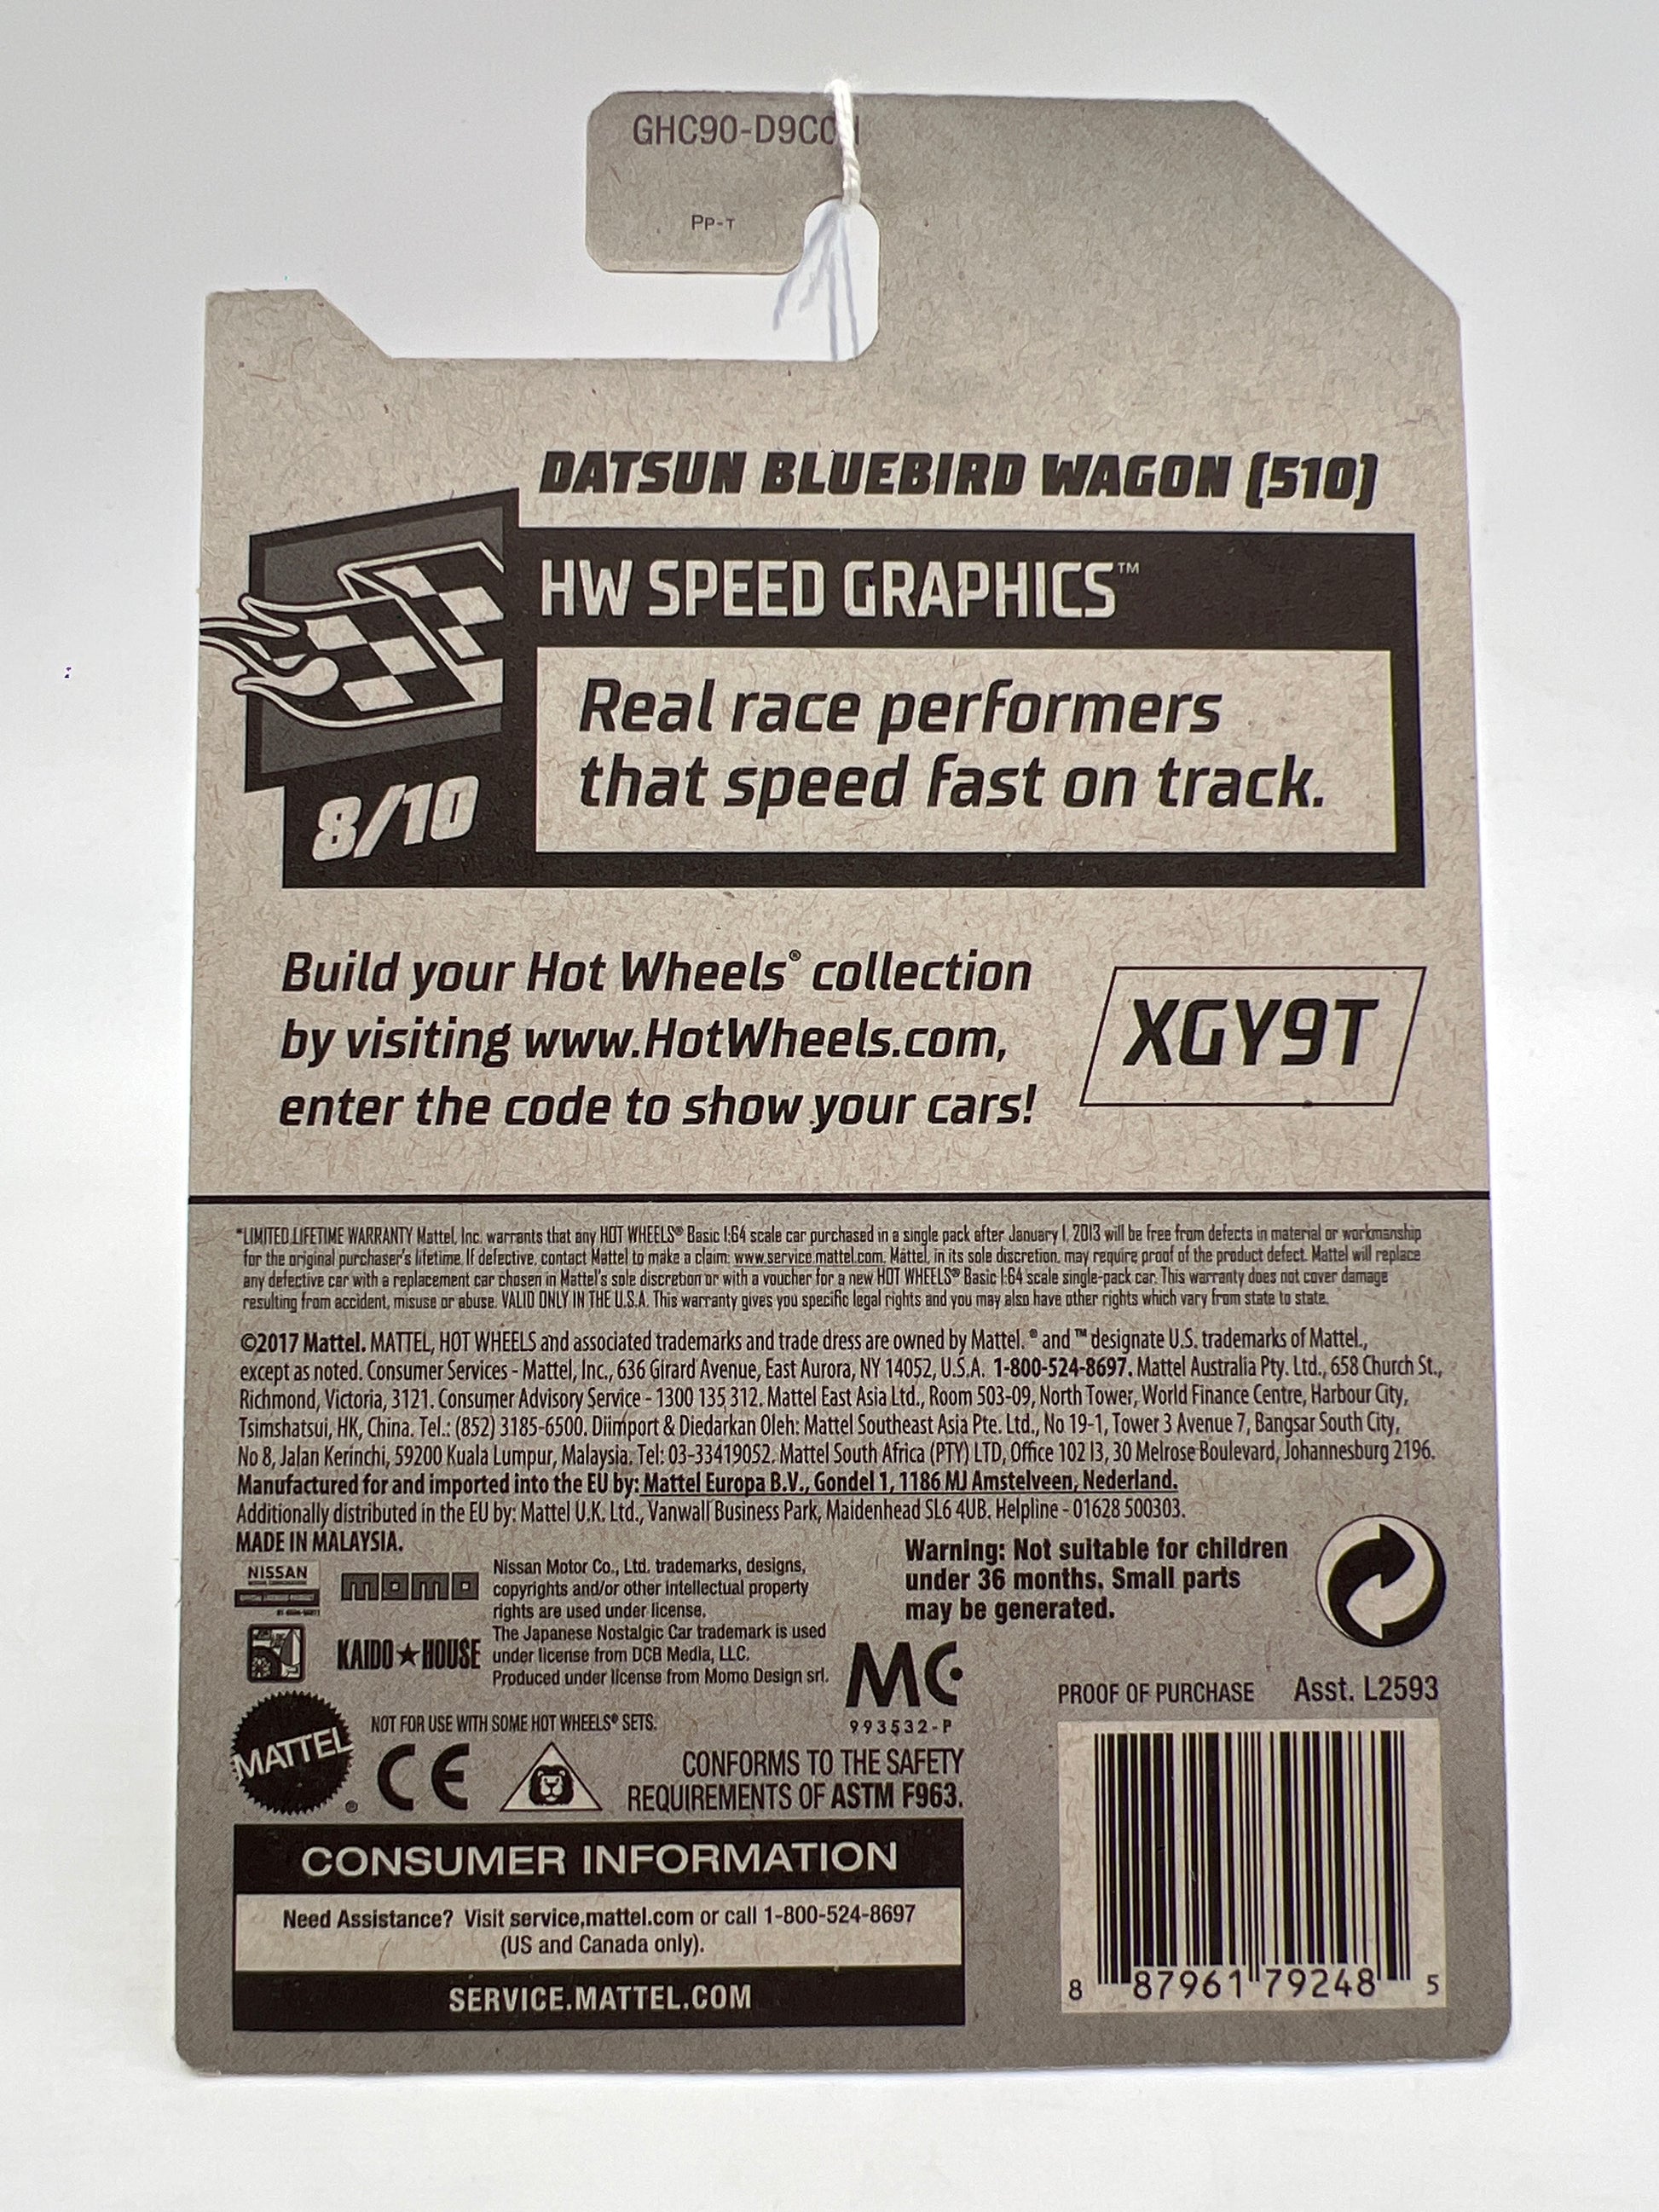 GHC90-D9C0
Pp-T
DATSUN BLUEBIRD WAGON (510)
HW SPEED GRAPHICS™
Real race performers
that speed fast on track.
8/10
Build your Hot Wheels® collection
by visiting www.HotWheels.com,
enter the code to show your cars!
XGY9T
*LIMITED LIFETIME WARRANTY Mattel, Inc. warrants that any HOT WHEELS® Basic 1:64 scale car purchased in a single pack after January 1, 2013 will be free from defects in material or workmanship
for the original purchaser's lifetime. If defective, contact Mattel to make a claim: www.service.mattel.com. Mattel, in its sole discretion, may require proof of the product defect. Mattel will replace
any defective car with a replacement car chosen in Mattel's sole discretion or with a voucher for a new HOT WHEELS® Basic 1:64 scale single-pack car. This warranty does not cover damage
resulting from accident, misuse or abuse. VALID ONLY IN THE U.S.A. This warranty gives you specific legal rights and you may also have other rights which vary from state to state.
©2017 Mattel. MATTEL, HOT WHEELS and associated trademarks and trade dress are owned by Mattel. ® and ™ designate U.S. trademarks of Mattel.,
except as noted. Consumer Services - Mattel, Inc., 636 Girard Avenue, East Aurora, NY 14052, U.S.A. 1-800-524-8697. Mattel Australia Pty. Ltd., 658 Church St.,
Richmond, Victoria, 3121. Consumer Advisory Service - 1300 135 312. Mattel East Asia Ltd., Room 503-09, North Tower, World Finance Centre, Harbour City,
Tsimshatsui, HK, China. Tel.: (852) 3185-6500. Diimport & Diedarkan Oleh: Mattel Southeast Asia Pte. Ltd., No 19-1, Tower 3 Avenue 7, Bangsar South City,
No 8, Jalan Kerinchi, 59200 Kuala Lumpur, Malaysia. Tel: 03-33419052. Mattel South Africa (PTY) LTD, Office 102 I3, 30 Melrose Boulevard, Johannesburg 2196.
Manufactured for and imported into the EU by: Mattel Europa B.V., Gondel 1, 1186 MJ Amstelveen, Nederland.
Additionally distributed in the EU by: Mattel U.K. Ltd., Vanwall Business Park, Maidenhead SL6 4UB. Helpline - 01628 500303.
MADE IN MALAYSIA.
NISSAN
momo
Nissan Motor Co., Ltd. trademarks, designs,
copyrights and/or other intellectual property
rights are used under license.
KAIDO★HOUSE
The Japanese Nostalgic Car trademark is used
under license from DCB Media, LLC.
Produced under license from Momo Design srl.
Warning: Not suitable for children
under 36 months. Small parts
may be generated.
MC
993532-P
PROOF OF PURCHASE Asst. L2593
MATTEL®
NOT FOR USE WITH SOME HOT WHEELS® SETS.
CE
CONFORMS TO THE SAFETY
REQUIREMENTS OF ASTM F963.
CONSUMER INFORMATION
Need Assistance? Visit service.mattel.com or call 1-800-524-8697
(US and Canada only).
SERVICE.MATTEL.COM
8 87961 79248 5